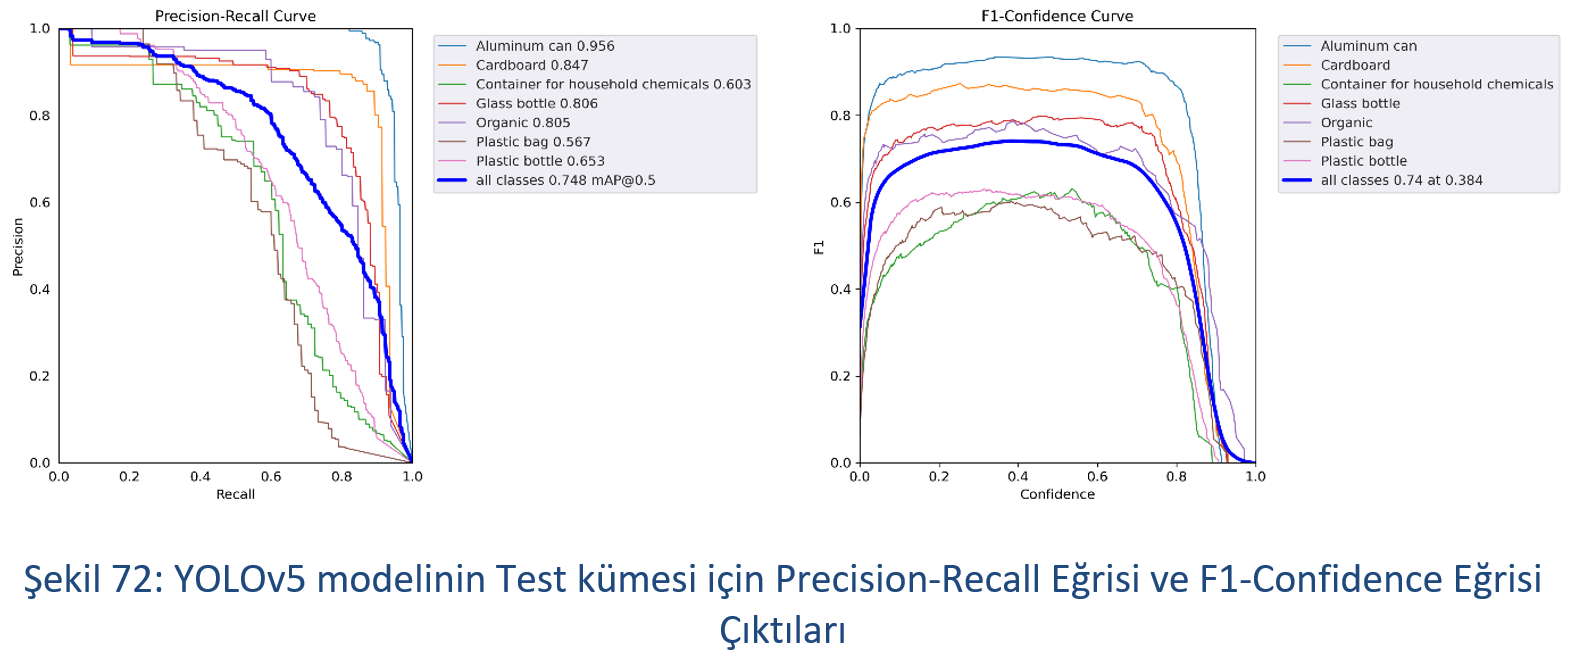 Precision-Recall Curve
1.0
0.8
0.6
0.4
0.2
0.0
Precision
0.0 0.2 0.4 0.6 0.8 1.0
Recall
Aluminum can 0.956
Cardboard 0.847
Container for household chemicals 0.603
Glass bottle 0.806
Organic 0.805
Plastic bag 0.567
Plastic bottle 0.653
all classes 0.748 mAP@0.5
F1-Confidence Curve
1.0
0.8
0.6
0.4
0.2
0.0
F1
0.0 0.2 0.4 0.6 0.8 1.0
Confidence
Aluminum can
Cardboard
Container for household chemicals
Glass bottle
Organic
Plastic bag
Plastic bottle
all classes 0.74 at 0.384
Şekil 72: YOLOv5 modelinin Test kümesi için Precision-Recall Eğrisi ve F1-Confidence Eğrisi
Çıktıları